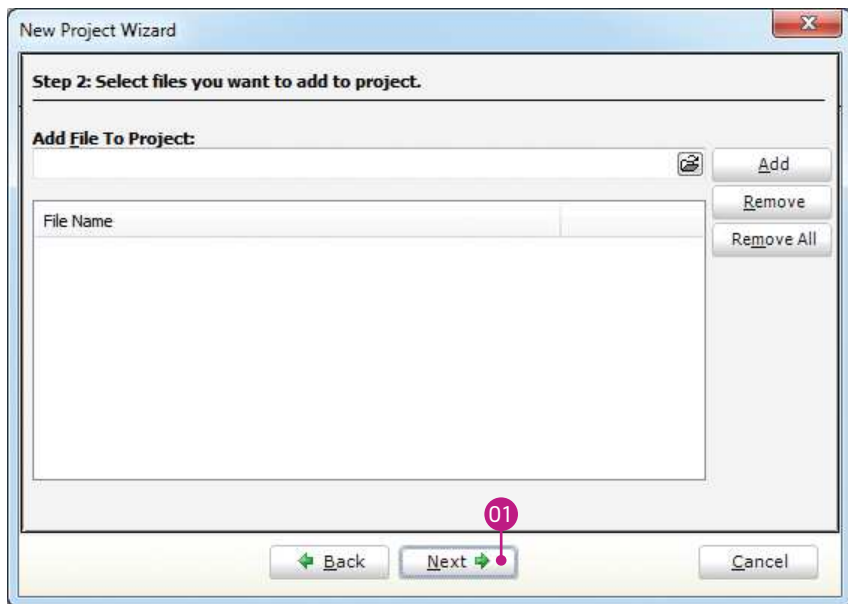 New Project Wizard
Step 2: Select files you want to add to project.
Add File To Project:
Add
Remove
File Name
Remove All
01
Back Next Cancel